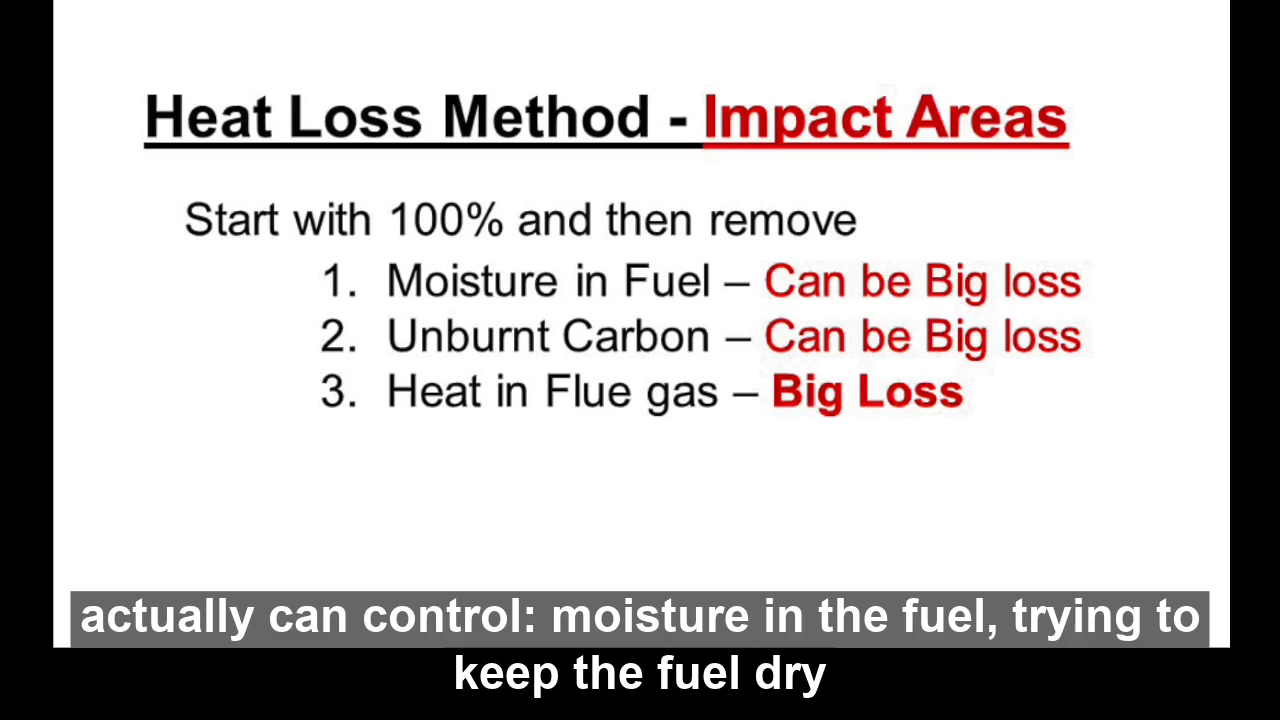 Heat Loss Method - Impact Areas
Start with 100% and then remove
1. Moisture in Fuel – Can be Big loss
2. Unburnt Carbon – Can be Big loss
3. Heat in Flue gas – Big Loss
actually can control: moisture in the fuel, trying to
keep the fuel dry